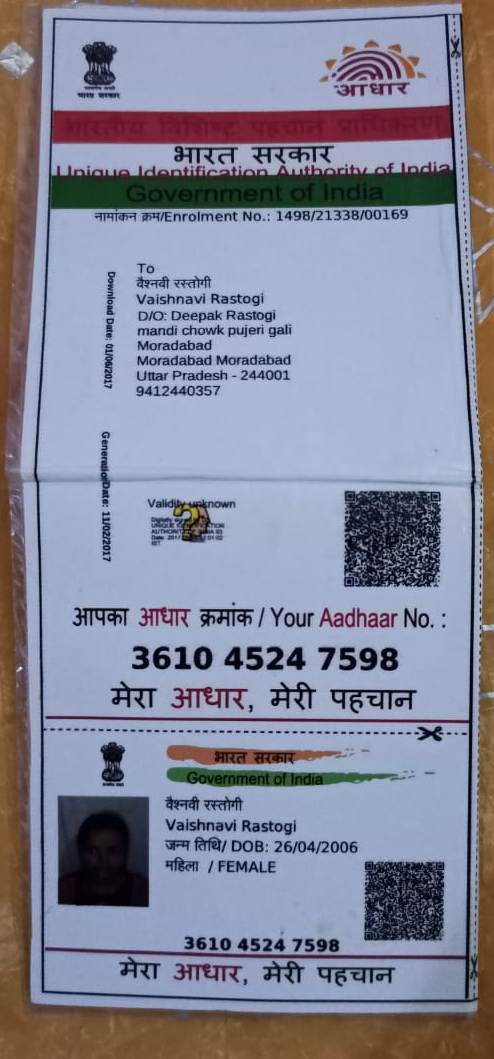 भारत सरकार
आधार
भारतीय विशिष्ट पहचान प्राधिकरण
भारत सरकार
Unique Identification Authority of India
Government of India
नामांकन क्रम/Enrolment No.: 1498/21338/00169
To
वैश्नवी रस्तोगी
Vaishnavi Rastogi
D/O: Deepak Rastogi
mandi chowk pujeri gali
Moradabad
Moradabad Moradabad
Uttar Pradesh - 244001
9412440357
Download Date: 01/06/2017
Generation Date: 11/02/2017
Validity unknown
आपका आधार क्रमांक / Your Aadhaar No. :
3610 4524 7598
मेरा आधार, मेरी पहचान
भारत सरकार
Government of India
वैश्नवी रस्तोगी
Vaishnavi Rastogi
जन्म तिथि/ DOB: 26/04/2006
महिला / FEMALE
3610 4524 7598
मेरा आधार, मेरी पहचान